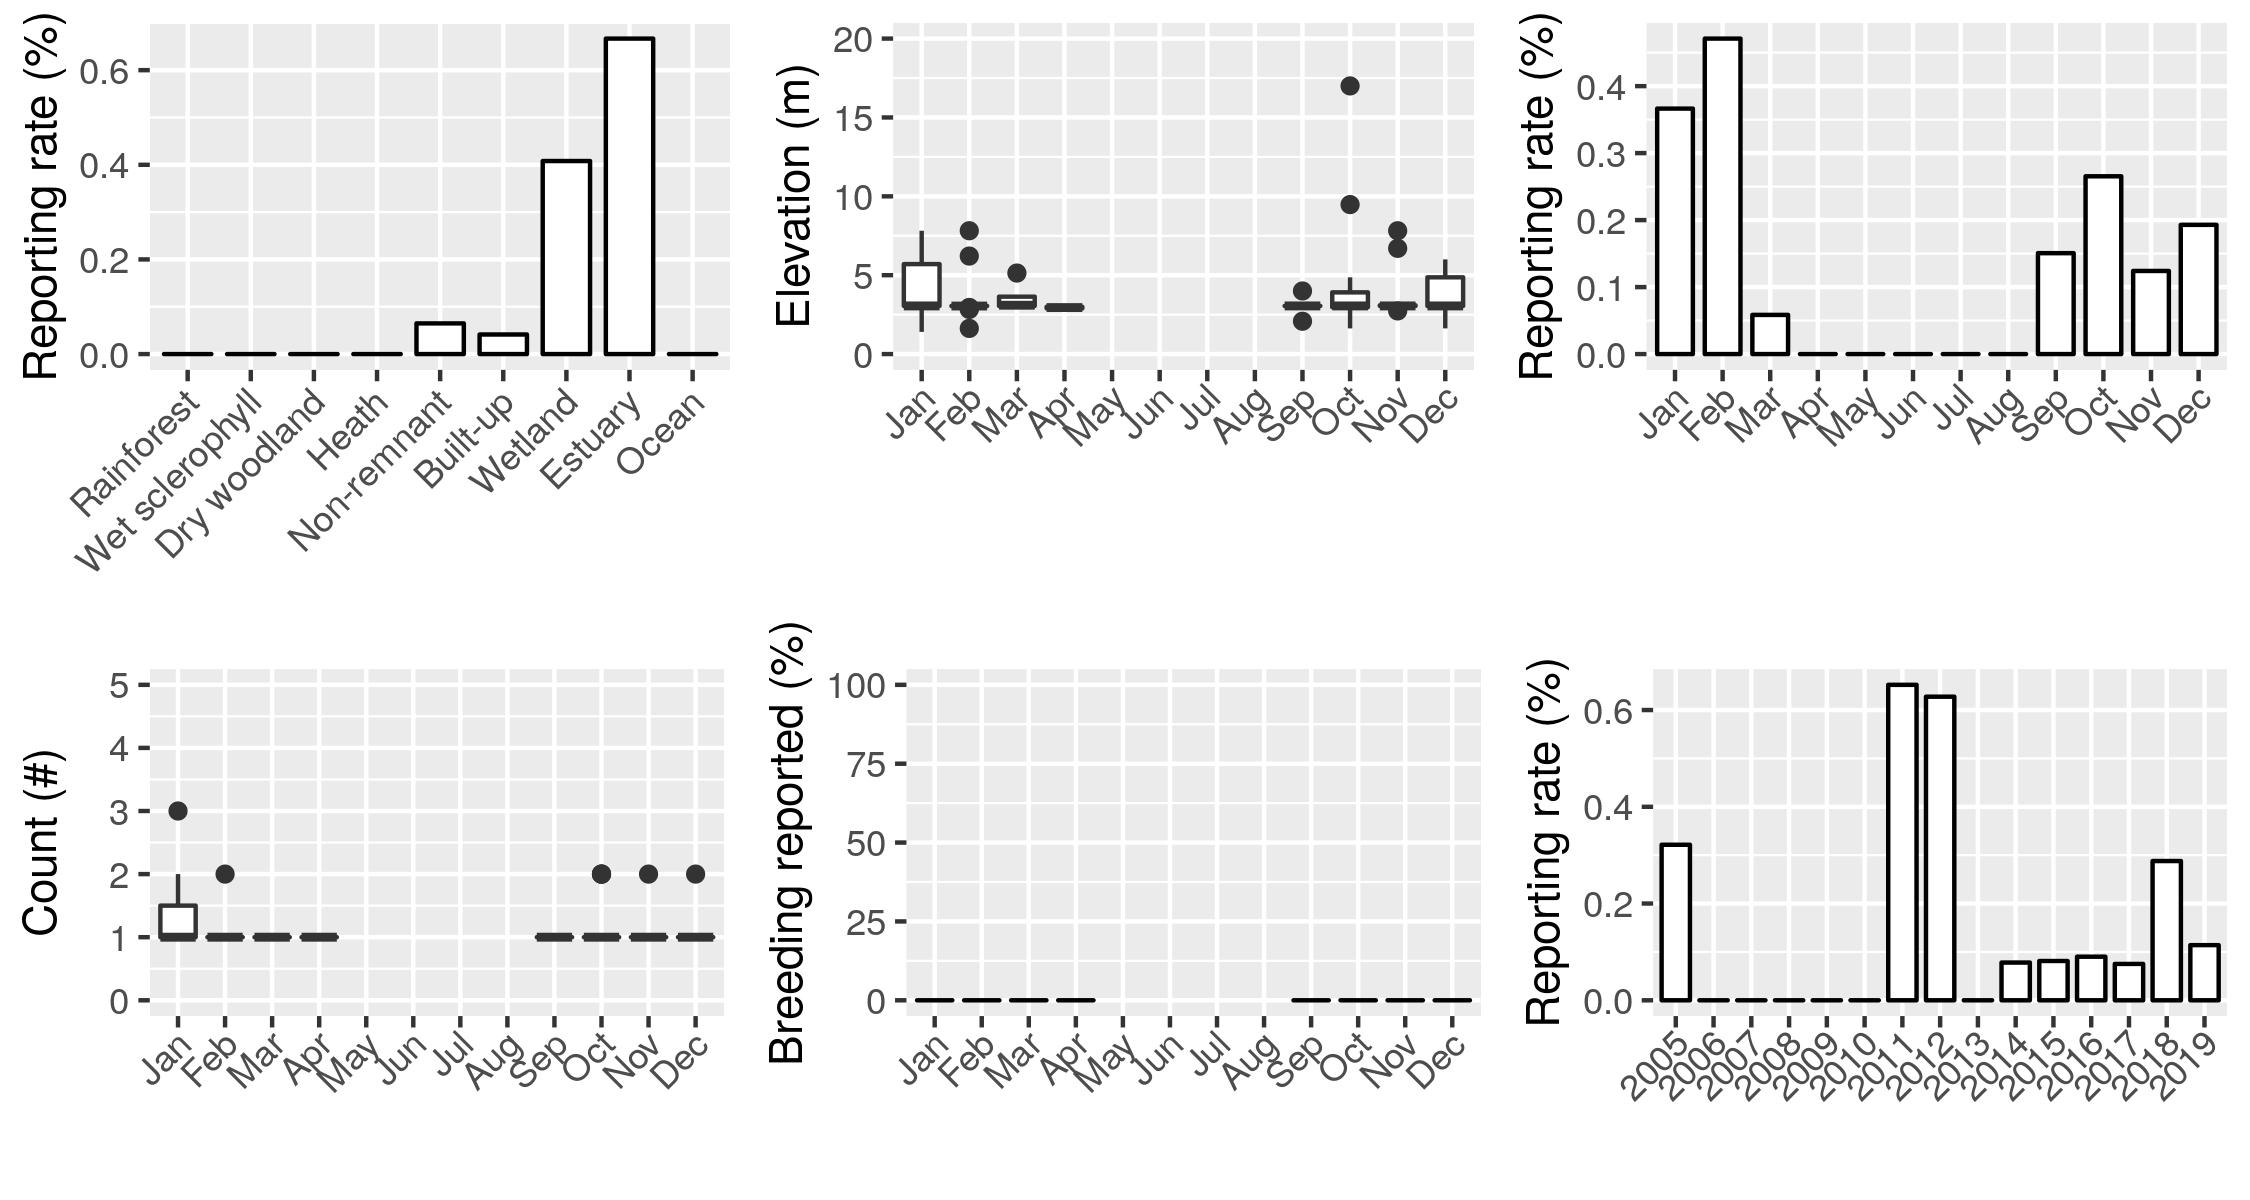 Reporting rate (%)
0.6
0.4
0.2
0.0
Rainforest
Wet sclerophyll
Dry woodland
Heath
Non-remnant
Built-up
Wetland
Estuary
Ocean
Elevation (m)
20
15
10
5
0
Jan
Feb
Mar
Apr
May
Jun
Jul
Aug
Sep
Oct
Nov
Dec
Reporting rate (%)
0.4
0.3
0.2
0.1
0.0
Jan
Feb
Mar
Apr
May
Jun
Jul
Aug
Sep
Oct
Nov
Dec
Count (#)
5
4
3
2
1
0
Jan
Feb
Mar
Apr
May
Jun
Jul
Aug
Sep
Oct
Nov
Dec
Breeding reported (%)
100
75
50
25
0
Jan
Feb
Mar
Apr
May
Jun
Jul
Aug
Sep
Oct
Nov
Dec
Reporting rate (%)
0.6
0.4
0.2
0.0
2005
2006
2007
2008
2009
2010
2011
2012
2013
2014
2015
2016
2017
2018
2019